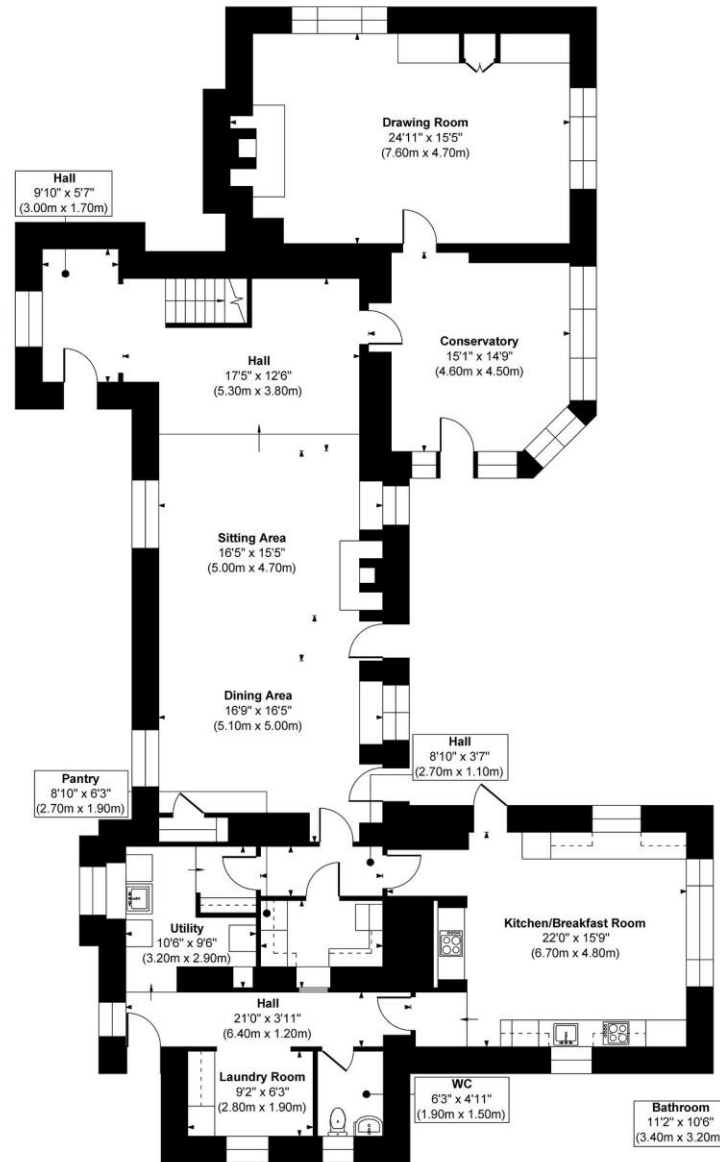 Drawing Room
24'11" x 15'5"
(7.60m x 4.70m)
Hall
9'10" x 5'7"
(3.00m x 1.70m)
Conservatory
15'1" x 14'9"
(4.60m x 4.50m)
Hall
17'5" x 12'6"
(5.30m x 3.80m)
Sitting Area
16'5" x 15'5"
(5.00m x 4.70m)
Dining Area
16'9" x 16'5"
(5.10m x 5.00m)
Hall
8'10" x 3'7"
(2.70m x 1.10m)
Pantry
8'10" x 6'3"
(2.70m x 1.90m)
Utility
10'6" x 9'6"
(3.20m x 2.90m)
Kitchen/Breakfast Room
22'0" x 15'9"
(6.70m x 4.80m)
Hall
21'0" x 3'11"
(6.40m x 1.20m)
Laundry Room
9'2" x 6'3"
(2.80m x 1.90m)
WC
6'3" x 4'11"
(1.90m x 1.50m)
Bathroom
11'2" x 10'6"
(3.40m x 3.20m